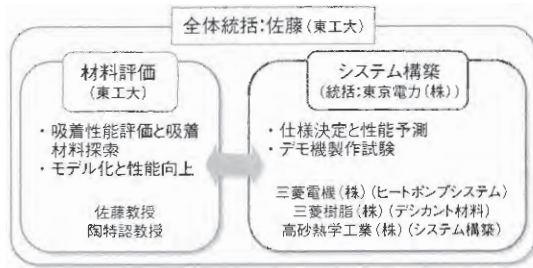 全体統括:佐藤(東工大)
材料評価
(東工大)
・吸着性能評価と吸着
材料探索
・モデル化と性能向上
佐藤教授
陶特認教授
システム構築
(統括:東京電力(株))
・仕様決定と性能予測
・デモ機製作試験
三菱電機(株)(ヒートポンプシステム)
三菱樹脂(株)(デシカント材料)
高砂熱学工業(株)(システム構築)